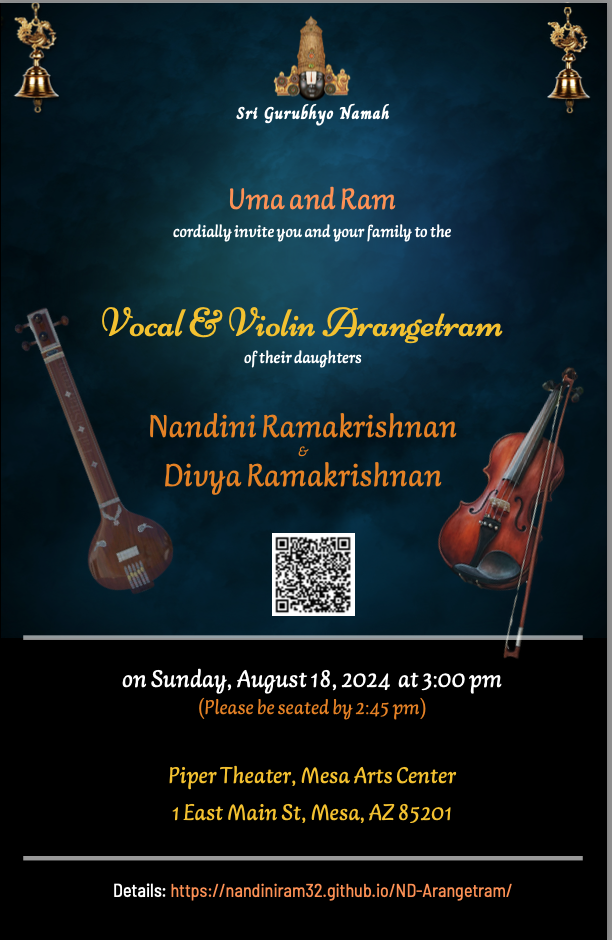 Sri Gurubhyo Namah
Uma and Ram
cordially invite you and your family to the
Vocal & Violin Arangetram
of their daughters
Nandini Ramakrishnan
&
Divya Ramakrishnan
on Sunday, August 18, 2024 at 3:00 pm
(Please be seated by 2:45 pm)
Piper Theater, Mesa Arts Center
1 East Main St, Mesa, AZ 85201
Details: https://nandiniram32.github.io/ND-Arangetram/